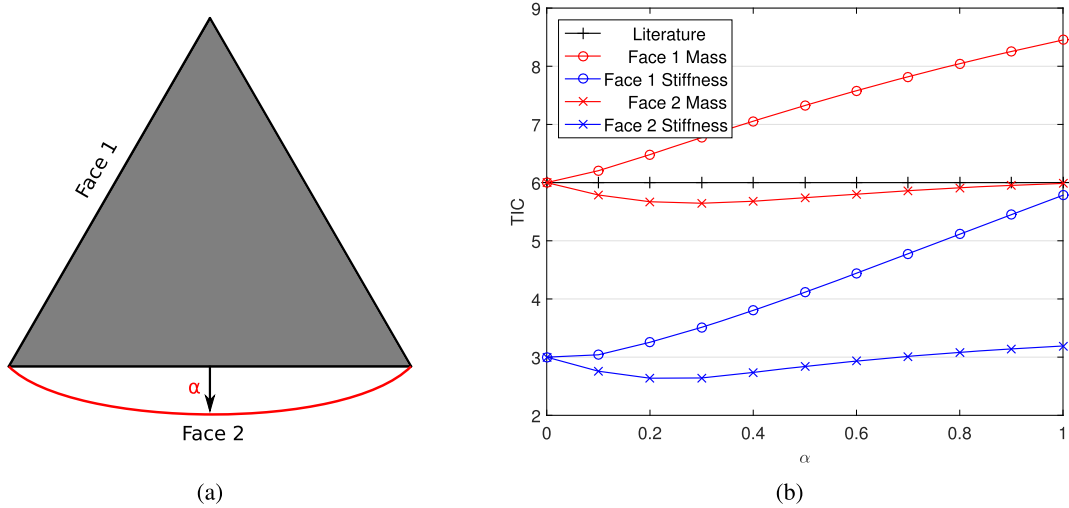 Face 1
α
Face 2
(a)
9
8
7
6
5
4
3
2
TIC
Literature
Face 1 Mass
Face 1 Stiffness
Face 2 Mass
Face 2 Stiffness
0
0.2
0.4
0.6
0.8
1
α
(b)